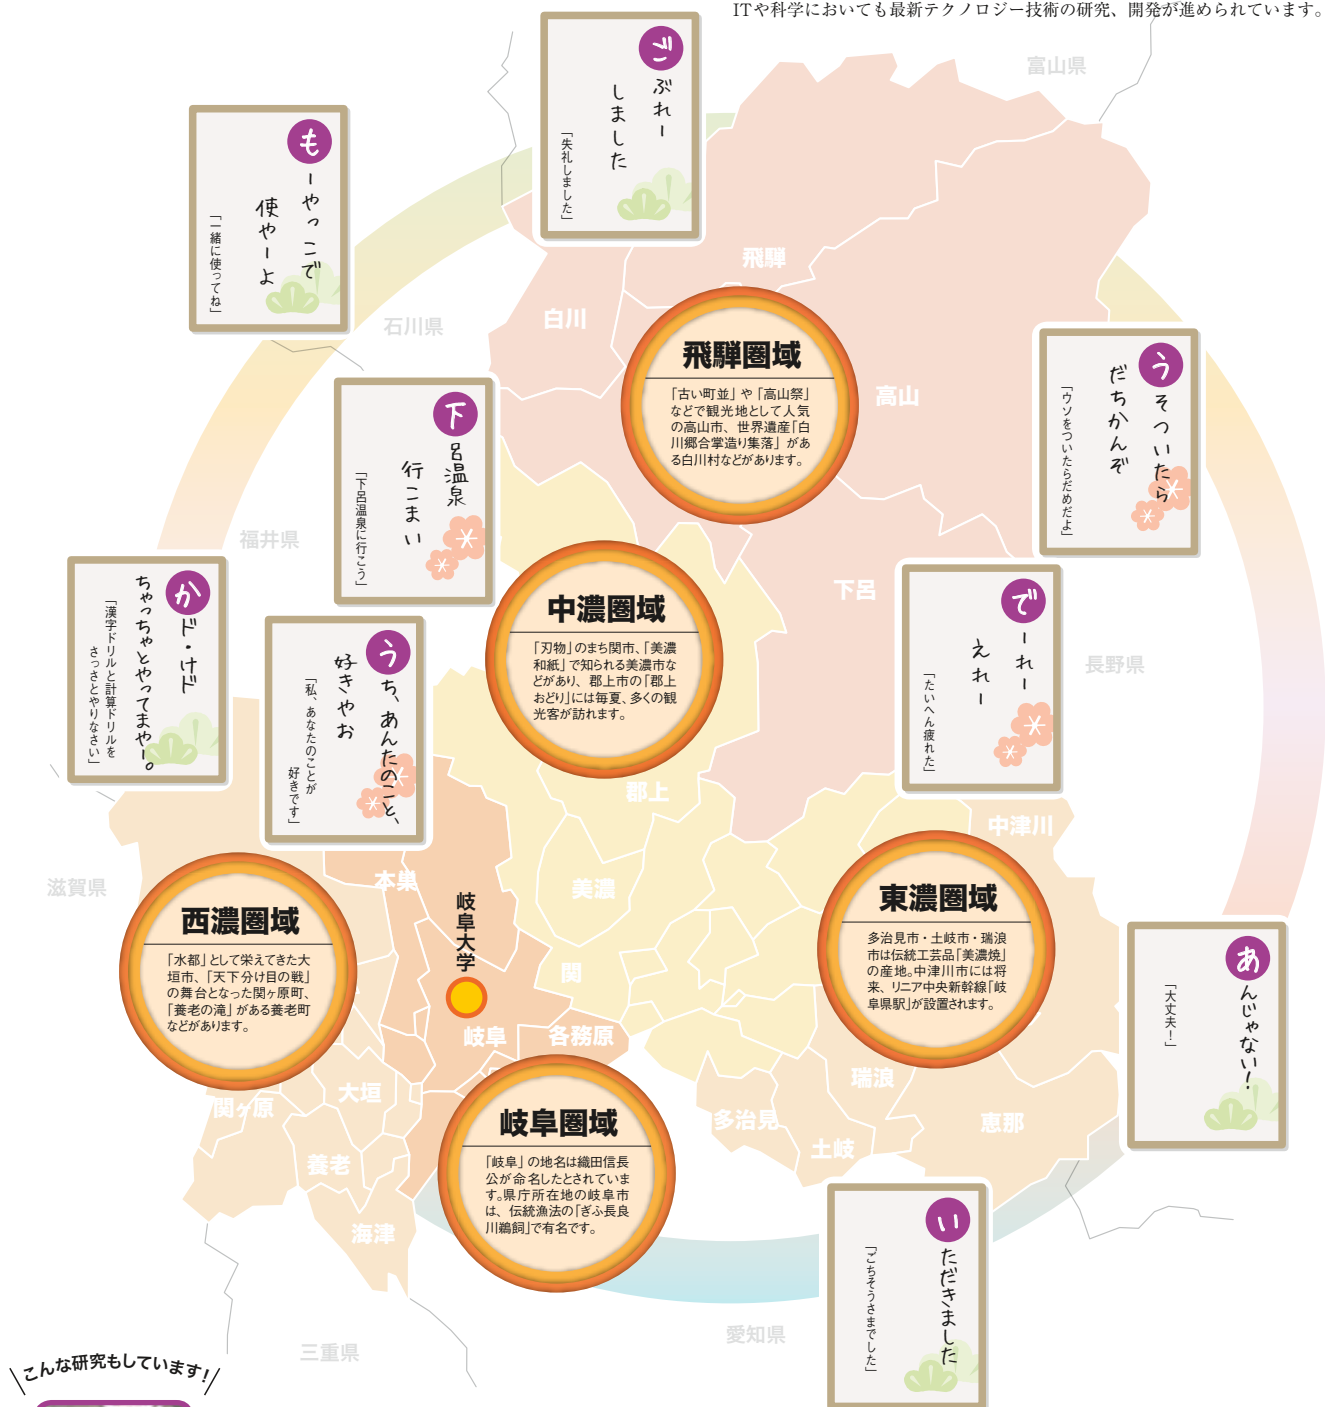 ITや科学においても最新テクノロジー技術の研究、開発が進められています。
富山県
石川県
福井県
滋賀県
三重県
愛知県
長野県
ごぶれー
しました
「失礼しました」
もーやっこで
使やーよ
「一緒に使ってね」
下呂温泉
行こまい
「下呂温泉に行こう」
うそついたら
だちかんぞ
「ウソをついたらだめだよ」
かド・けド
ちゃっちゃとやってまやー。
「漢字ドリルと計算ドリルを
さっさとやりなさい」
うち、あんたのこと、
好きやお
「私、あなたのことが
好きです」
でーれー
えれー
「たいへん疲れた」
あんじゃない！
「大丈夫！」
いただきました
「ごちそうさまでした」
飛騨
白川
高山
下呂
飛騨圏域
「古い町並」や「高山祭」
などで観光地として人気
の高山市、世界遺産「白
川郷合掌造り集落」があ
る白川村などがあります。
中濃圏域
「刃物」のまち関市、「美濃
和紙」で知られる美濃市な
どがあり、郡上市の「郡上
おどり」には毎夏、多くの観
光客が訪れます。
郡上
美濃
関
中津川
東濃圏域
多治見市・土岐市・瑞浪
市は伝統工芸品「美濃焼」
の産地。中津川市には将
来、リニア中央新幹線「岐
阜県駅」が設置されます。
瑞浪
多治見
土岐
恵那
本巣
岐阜大学
岐阜
各務原
西濃圏域
「水都」として栄えてきた大
垣市、「天下分け目の戦」
の舞台となった関ヶ原町、
「養老の滝」がある養老町
などがあります。
関ヶ原
大垣
養老
海津
岐阜圏域
「岐阜」の地名は織田信長
公が命名したとされていま
す。県庁所在地の岐阜市
は、伝統漁法の「ぎふ長良
川鵜飼」で有名です。
こんな研究もしています！